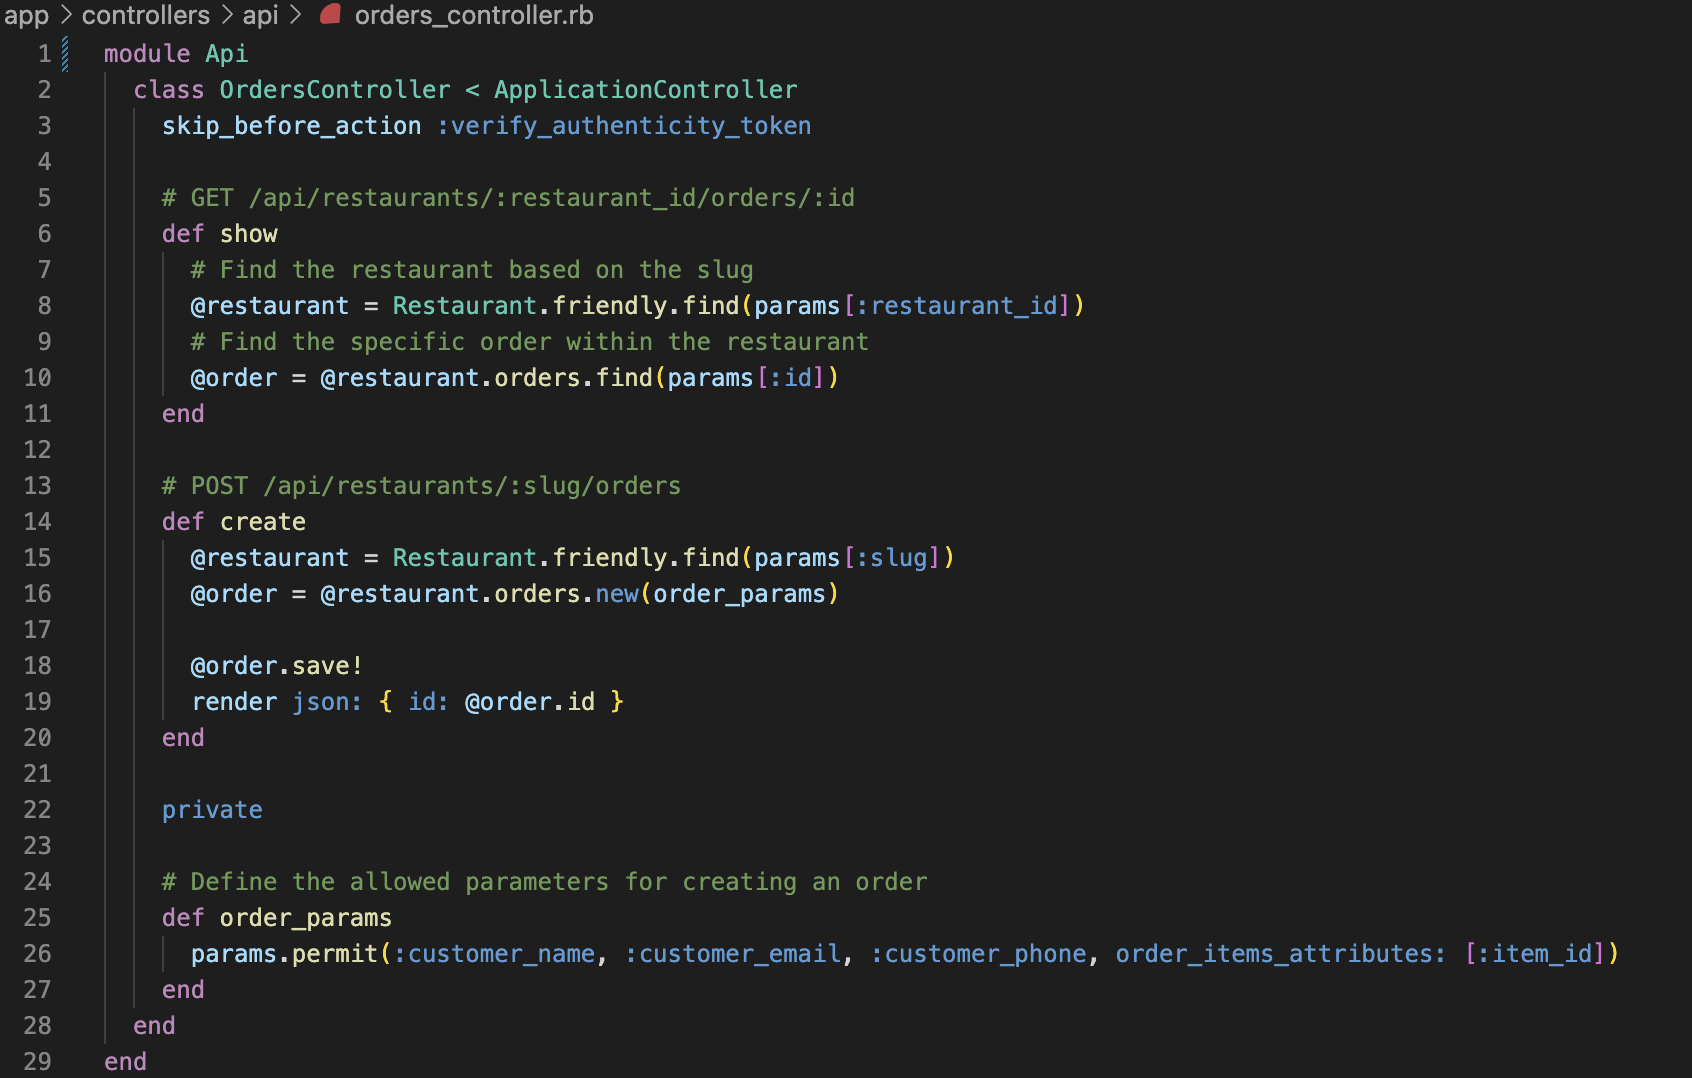 app > controllers > api > orders_controller.rb
1 module Api
2 class OrdersController < ApplicationController
3 skip_before_action :verify_authenticity_token
4
5 # GET /api/restaurants/:restaurant_id/orders/:id
6 def show
7 # Find the restaurant based on the slug
8 @restaurant = Restaurant.friendly.find(params[:restaurant_id])
9 # Find the specific order within the restaurant
10 @order = @restaurant.orders.find(params[:id])
11 end
12
13 # POST /api/restaurants/:slug/orders
14 def create
15 @restaurant = Restaurant.friendly.find(params[:slug])
16 @order = @restaurant.orders.new(order_params)
17
18 @order.save!
19 render json: { id: @order.id }
20 end
21
22 private
23
24 # Define the allowed parameters for creating an order
25 def order_params
26 params.permit(:customer_name, :customer_email, :customer_phone, order_items_attributes: [:item_id])
27 end
28 end
29 end